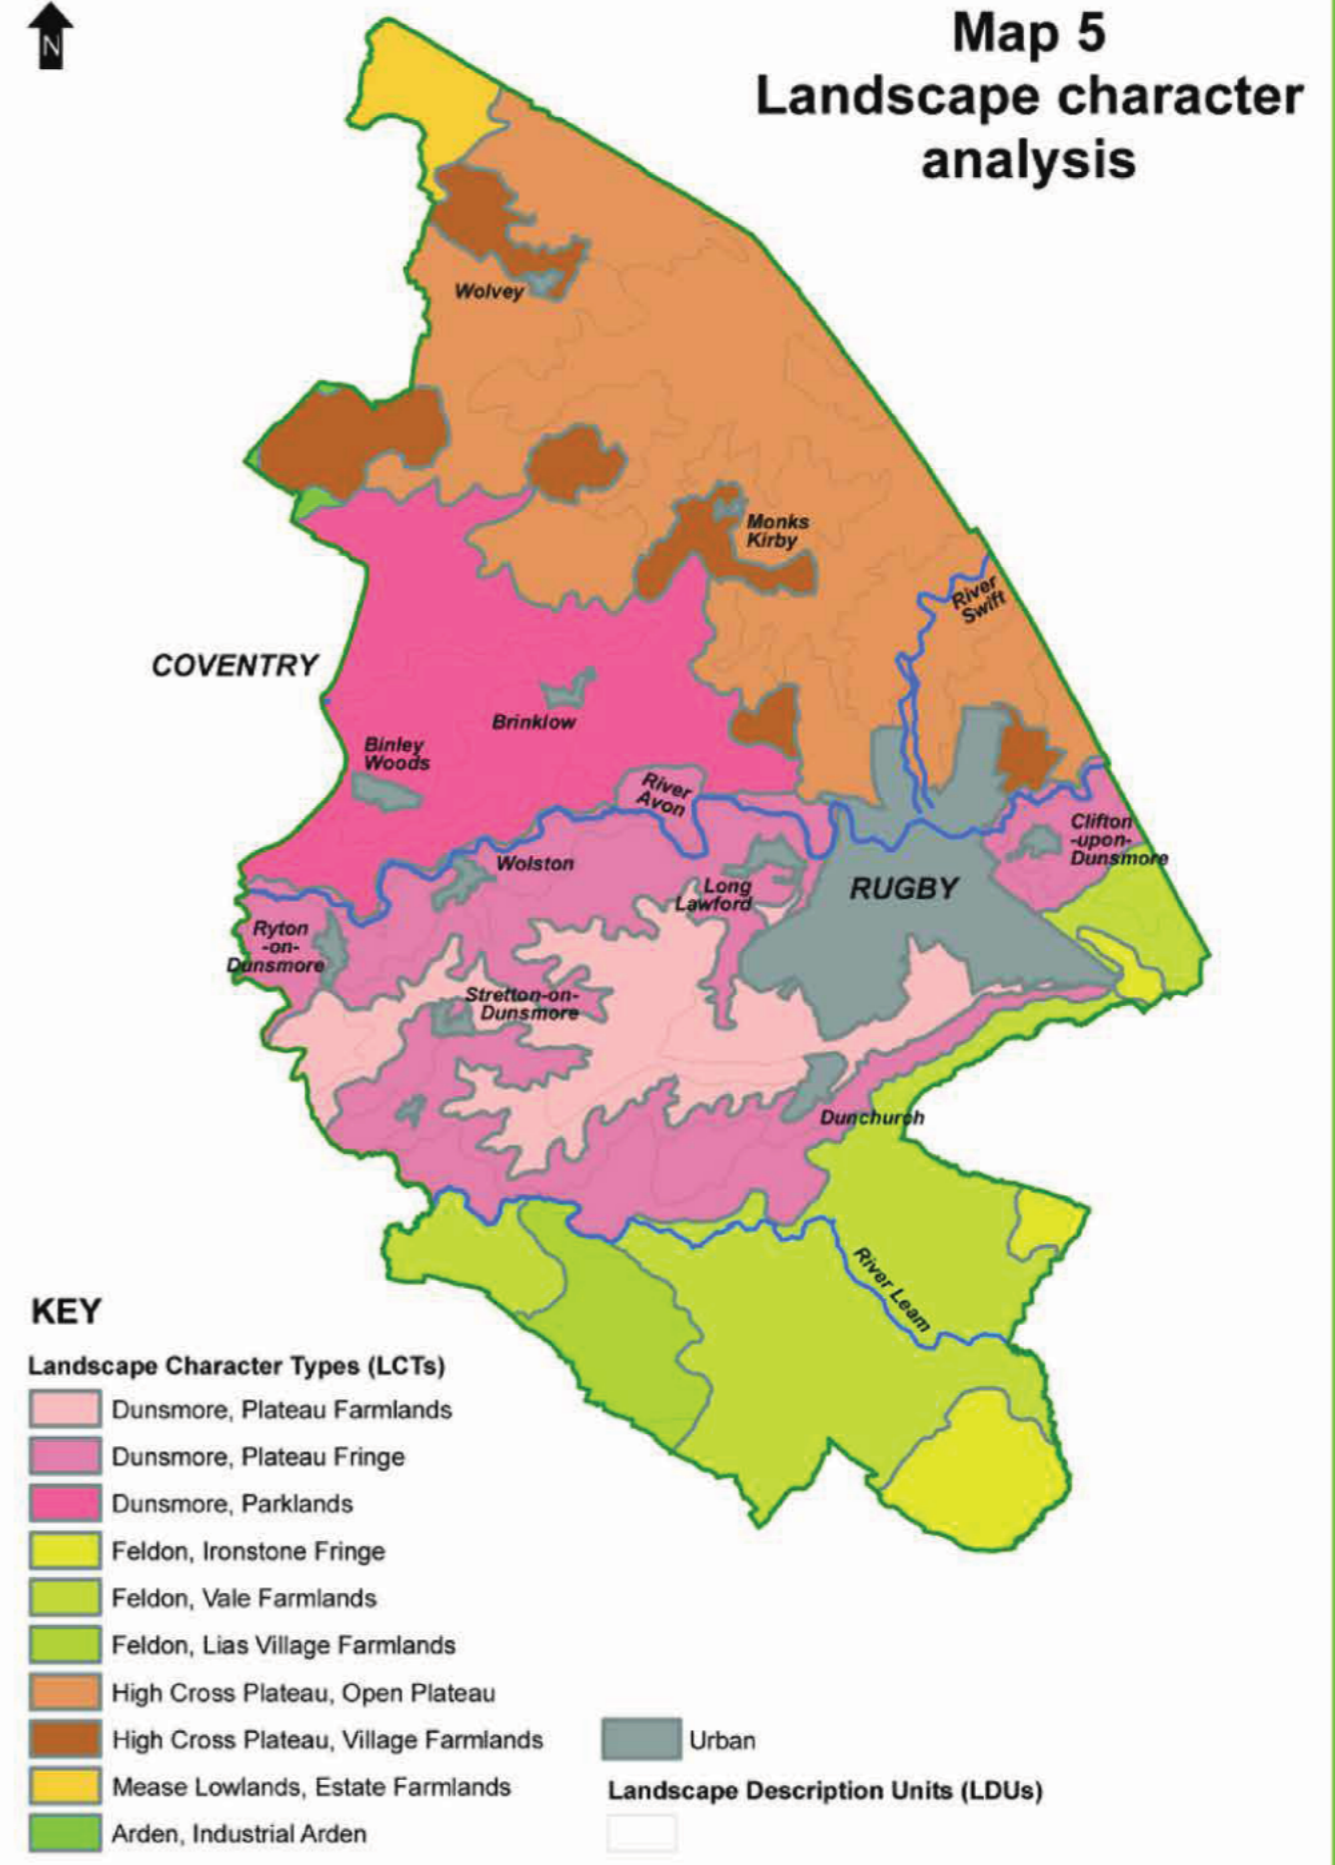 N
Map 5
Landscape character
analysis
Wolvey
Monks
Kirby
River
Swift
COVENTRY
Brinklow
Binley
Woods
River
Avon
Clifton
-upon-
Dunsmore
Wolston
Long
Lawford
RUGBY
Ryton
-on-
Dunsmore
Stretton-on-
Dunsmore
Dunchurch
River Leam
KEY
Landscape Character Types (LCTs)
Dunsmore, Plateau Farmlands
Dunsmore, Plateau Fringe
Dunsmore, Parklands
Feldon, Ironstone Fringe
Feldon, Vale Farmlands
Feldon, Lias Village Farmlands
High Cross Plateau, Open Plateau
High Cross Plateau, Village Farmlands
Mease Lowlands, Estate Farmlands
Arden, Industrial Arden
Urban
Landscape Description Units (LDUs)